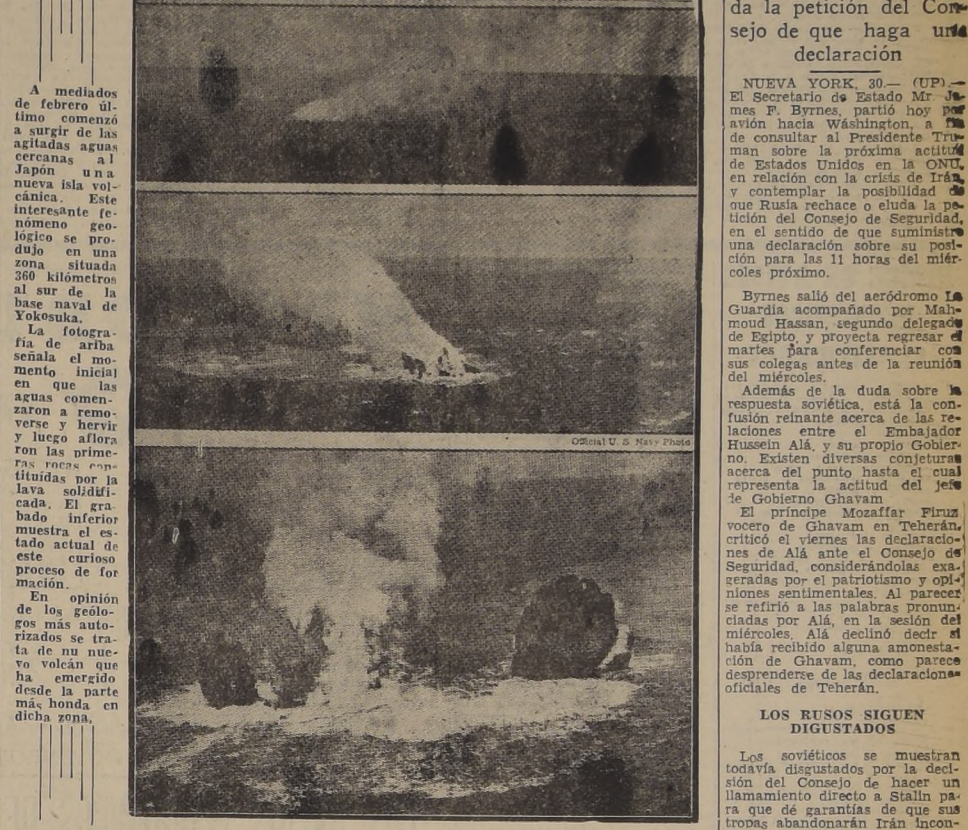 A mediados
de febrero úl-
timo comenzó
a surgir de las
agitadas aguas
cercanas al
Japón una
nueva isla vol-
cánica. Este
interesante fe-
nómeno geo-
lógico se pro-
dujo en una
zona situada
360 kilómetros
al sur de la
base naval de
Yokosuka.
La fotogra-
fía de ariba
señala el mo-
mento inicial
en que las
aguas comen-
zaron a remo-
verse y hervir
y luego aflora
ron las prime-
ras rocas con-
tituídas por la
lava solidifi-
cada. El gra-
bado inferior
muestra el es-
tado actual de
este curioso
proceso de for
mación.
En opinión
de los geólo-
gos más auto-
rizados se tra-
ta de nu nue-
vo volcán que
ha emergido
desde la parte
más honda en
dicha zona.
Official U. S. Navy Photo
da la petición del Con-
sejo de que haga una
declaración
NUEVA YORK, 30.— (UP).—
El Secretario de Estado Mr. Ja-
mes F. Byrnes, partió hoy por
avión hacia Wáshington, a fin
de consultar al Presidente Tru-
man sobre la próxima actitud
de Estados Unidos en la ONU,
en relación con la crisis de Irán,
y contemplar la posibilidad de
que Rusia rechace o eluda la pe-
tición del Consejo de Seguridad,
en el sentido de que suministre
una declaración sobre su posi-
ción para las 11 horas del miér-
coles próximo.
Byrnes salió del aeródromo La
Guardia acompañado por Mah-
moud Hassan, segundo delegado
de Egipto, y proyecta regresar el
martes para conferenciar con
sus colegas antes de la reunión
del miércoles.
Además de la duda sobre la
respuesta soviética, está la con-
fusión reinante acerca de las re-
laciones entre el Embajador
Hussein Alá, y su propio Gobier-
no. Existen diversas conjeturas
acerca del punto hasta el cual
representa la actitud del jefe
de Gobierno Ghavam
El príncipe Mozaffar Firuz
vocero de Ghavam en Teherán,
criticó el viernes las declaracio-
nes de Alá ante el Consejo de
Seguridad, considerándolas exa-
geradas por el patriotismo y opi-
niones sentimentales. Al parecer
se refirió a las palabras pronun-
ciadas por Alá, en la sesión del
miércoles. Alá declinó decir si
había recibido alguna amonesta-
ción de Ghavam, como parece
desprenderse de las declaraciones
oficiales de Teherán.
LOS RUSOS SIGUEN
DIGUSTADOS
Los soviéticos se muestran
todavía disgustados por la deci-
sión del Consejo de hacer un
llamamiento directo a Stalin pa-
ra que dé garantías de que sus
tropas abandonarán Irán incon-